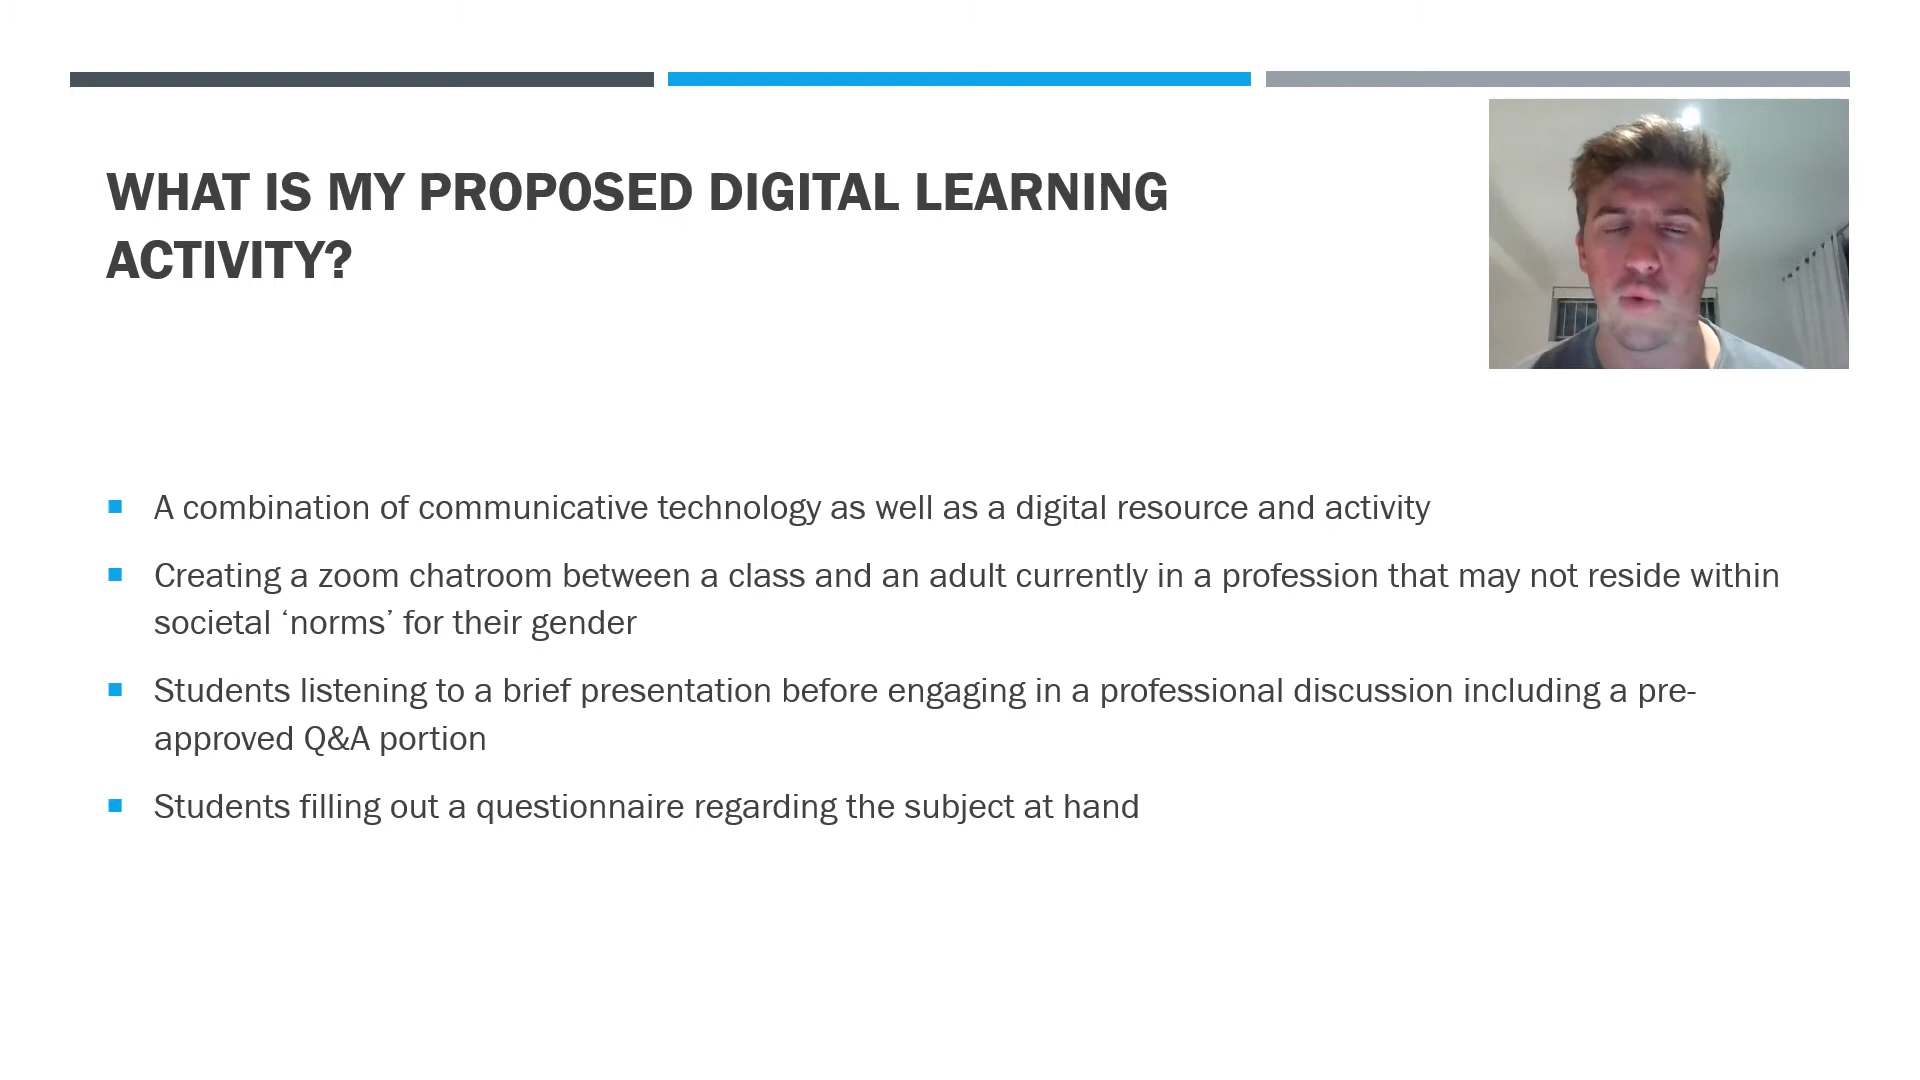 WHAT IS MY PROPOSED DIGITAL LEARNING
ACTIVITY?
A combination of communicative technology as well as a digital resource and activity
Creating a zoom chatroom between a class and an adult currently in a profession that may not reside within
societal ‘norms’ for their gender
Students listening to a brief presentation before engaging in a professional discussion including a pre-
approved Q&A portion
Students filling out a questionnaire regarding the subject at hand